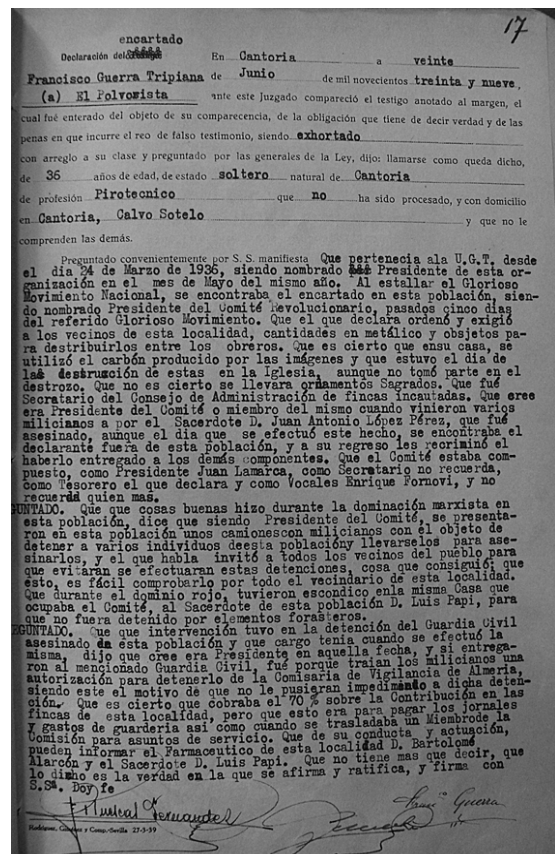 17
encartado
Declaración del
En Cantoria a veinte
Francisco Guerra Tripiana de Junio de mil novecientos treinta y nueve,
(a) El Polvorista ante este Juzgado compareció el testigo anotado al margen, el
cual fué enterado del objeto de su comparecencia, de la obligación que tiene de decir verdad y de las
penas en que incurre el reo de falso testimonio, siendo exhortado
con arreglo a su clase y preguntado por las generales de la Ley, dijo: llamarse como queda dicho,
de 36 años de edad, de estado soltero natural de Cantoria
de profesión Pirotecnico que no ha sido procesado, y con domicilio
en Cantoria, Calvo Sotelo y que no le
comprenden las demás.
Preguntado convenientemente por S. S. manifiesta Que pertenecia ala U.G.T. desde
el dia 24 de Marzo de 1936, siendo nombrado Presidente de esta or-
ganización en el mes de Mayo del mismo año. Al estallar el Glorioso
Movimiento Nacional, se encontraba el encartado en esta población, sien-
do nombrado Presidente del Comité Revolucionario, pasados cinco dias
del referido Glorioso Movimiento. Que el que declara ordenó y exigió
a los vecinos de esta localidad, cantidades en metálico y objetos pa-
ra distribuirlos entre los obreros. Que es cierto que ensu casa, se
utilizó el carbón producido por las imágenes y que estuvo el dia de
las destrucción de estas en la Iglesia, aunque no tomó parte en el
destrozo. Que no es cierto se llevara ornamentos Sagrados. Que fué
Secretario del Consejo de Administración de fincas incautadas. Que cree
era Presidente del Comité o miembro del mismo cuando vinieron varios
milicianos a por el Sacerdote D. Juan Antonio López Pérez, que fué
asesinado, aunque el dia que se efectuó este hecho, se encontraba el
declarante fuera de esta población, y a su regreso les recriminó el
haberlo entregado a los demás componentes. Que el Comité estaba com-
puesto, como Presidente Juan Lamarca, como Secretario no recuerda,
como Tesorero el que declara y como Vocales Enrique Fornovi, y no
recuerda quien mas.
GUNTADO. Que que cosas buenas hizo durante la dominación marxista en
esta población, dice que siendo Presidente del Comité, se presenta-
ron en esta población unos camionescon milicianos con el objeto de
detener a varios individuos deesta poblacióny llevarselos para ase-
sinarlos, y el que habla invitó a todos los vecinos del pueblo para
que evitaran se efectuaran estas detenciones, cosa que consiguió; que
esto, es fácil comprobarlo por todo el vecindario de esta localidad.
Que durante el dominio rojo, tuvieron escondico enla misma Casa que
ocupaba el Comité, al Sacerdote de esta población D. Luis Papi, para
que no fuera detenido por elementos forasteros.
EGUNTADO. Que que intervención tuvo en la detención del Guardia Civil
asesinado da esta población y que cargo tenia cuando se efectuó la
misma, dijo que cree era Presidente en aquella fecha, y si entrega-
ron al mencionado Guardia Civil, fué porque traian los milicianos una
autorización para detenerlo de la Comisaria de Vigilancia de Almeria,
siendo este el motivo de que no le pusieran impedimento a dicha deten-
ción. Que es cierto que cobraba el 70 % sobre la Contribución en las
fincas de esta localidad, pero que esto era para pagar los jornales
y gastos de guarderia asi como cuando se trasladaba un Miembrode la
Comisión para asuntos de servicio. Que de su conducta y actuación,
pueden informar el Farmaceutico de esta localidad D. Bartolomé
Alarcón y el Sacerdote D. Luis Papi. Que no tiene mas que decir, que
lo dicho es la verdad en la que se afirma y ratifica, y firma con
S.Sª. Doy fe
Fernandez
Guerra
Rodríguez, Giménez y Comp.-Sevilla 27-3-39